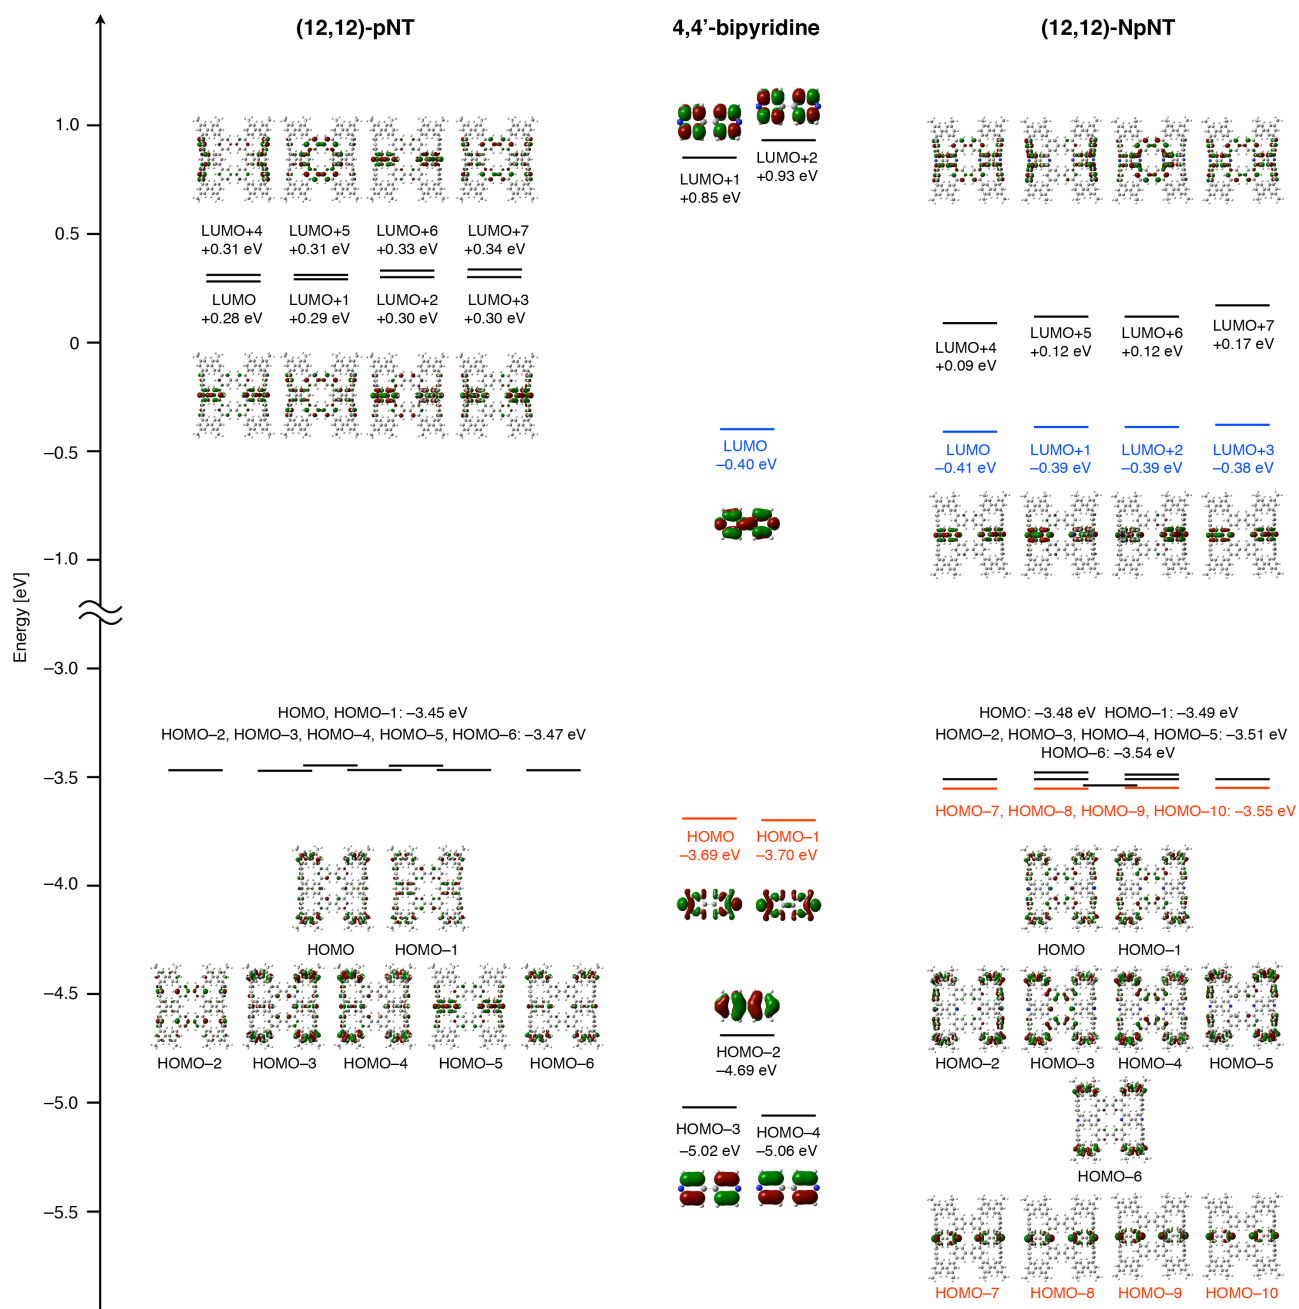 (12,12)-pNT
4,4'-bipyridine
(12,12)-NpNT
Energy [eV]
1.0
0.5
0
–0.5
–1.0
–3.0
–3.5
–4.0
–4.5
–5.0
–5.5
LUMO+4 LUMO+5 LUMO+6 LUMO+7
+0.31 eV +0.31 eV +0.33 eV +0.34 eV
LUMO LUMO+1 LUMO+2 LUMO+3
+0.28 eV +0.29 eV +0.30 eV +0.30 eV
HOMO, HOMO–1: –3.45 eV
HOMO–2, HOMO–3, HOMO–4, HOMO–5, HOMO–6: –3.47 eV
HOMO HOMO–1
HOMO–2 HOMO–3 HOMO–4 HOMO–5 HOMO–6
LUMO+1
+0.85 eV
LUMO+2
+0.93 eV
LUMO
–0.40 eV
HOMO HOMO–1
–3.69 eV –3.70 eV
HOMO–2
–4.69 eV
HOMO–3
–5.02 eV
HOMO–4
–5.06 eV
LUMO+4
+0.09 eV
LUMO+5
+0.12 eV
LUMO+6
+0.12 eV
LUMO+7
+0.17 eV
LUMO LUMO+1 LUMO+2 LUMO+3
–0.41 eV –0.39 eV –0.39 eV –0.38 eV
HOMO: –3.48 eV HOMO–1: –3.49 eV
HOMO–2, HOMO–3, HOMO–4, HOMO–5: –3.51 eV
HOMO–6: –3.54 eV
HOMO–7, HOMO–8, HOMO–9, HOMO–10: –3.55 eV
HOMO HOMO–1
HOMO–2 HOMO–3 HOMO–4 HOMO–5
HOMO–6
HOMO–7 HOMO–8 HOMO–9 HOMO–10